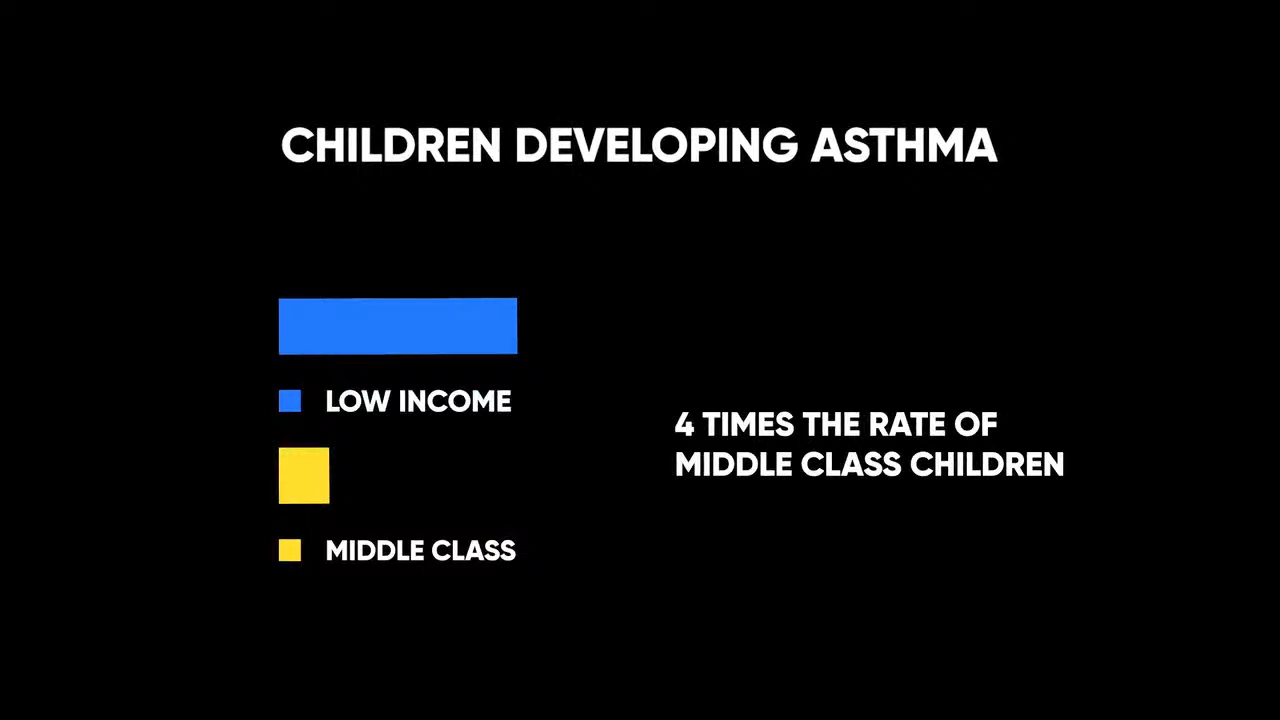 CHILDREN DEVELOPING ASTHMA
LOW INCOME
4 TIMES THE RATE OF
MIDDLE CLASS CHILDREN
MIDDLE CLASS